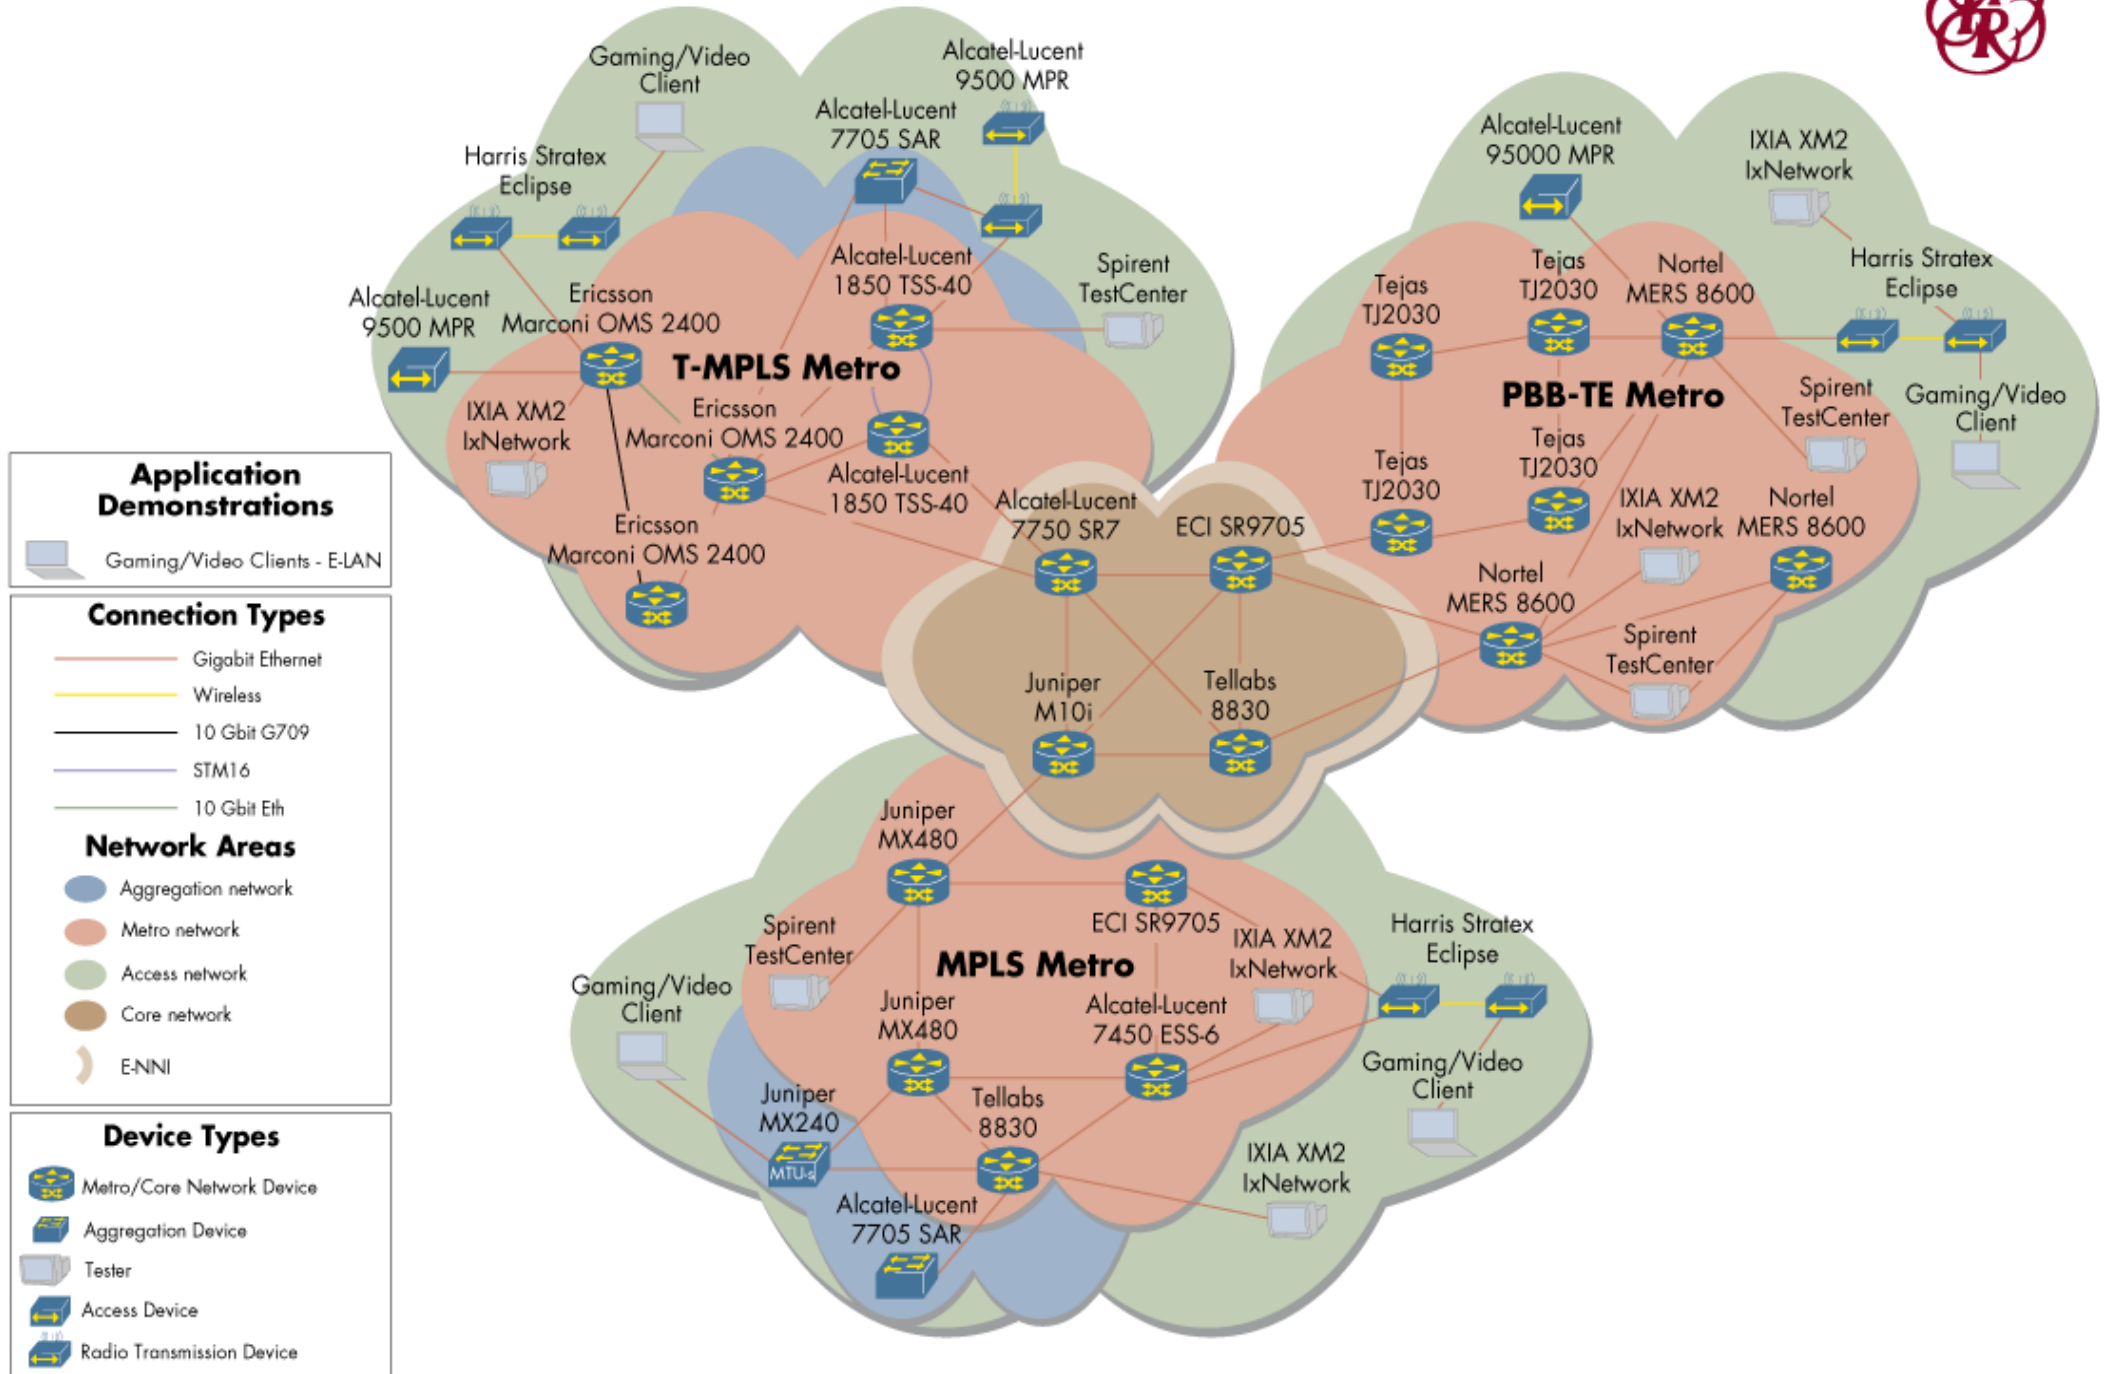 Gaming/Video
Client
Alcatel-Lucent
9500 MPR
Alcatel-Lucent
7705 SAR
Harris Stratex
Eclipse
Alcatel-Lucent
1850 TSS-40
Spirent
TestCenter
Alcatel-Lucent
9500 MPR
Ericsson
Marconi OMS 2400
T-MPLS Metro
IXIA XM2
IxNetwork
Ericsson
Marconi OMS 2400
Alcatel-Lucent
1850 TSS-40
Ericsson
Marconi OMS 2400
Alcatel-Lucent
95000 MPR
IXIA XM2
IxNetwork
Tejas
TJ2030
Tejas
TJ2030
Nortel
MERS 8600
Harris Stratex
Eclipse
PBB-TE Metro
Spirent
TestCenter
Gaming/Video
Client
Tejas
TJ2030
Tejas
TJ2030
IXIA XM2
IxNetwork
Nortel
MERS 8600
Nortel
MERS 8600
Spirent
TestCenter
Alcatel-Lucent
7750 SR7
ECI SR9705
Juniper
M10i
Tellabs
8830
Juniper
MX480
ECI SR9705
Spirent
TestCenter
MPLS Metro
IXIA XM2
IxNetwork
Harris Stratex
Eclipse
Gaming/Video
Client
Juniper
MX480
Alcatel-Lucent
7450 ESS-6
Gaming/Video
Client
Juniper
MX240
MTU-s
Tellabs
8830
IXIA XM2
IxNetwork
Alcatel-Lucent
7705 SAR
Application
Demonstrations
Gaming/Video Clients - E-LAN
Connection Types
Gigabit Ethernet
Wireless
10 Gbit G709
STM16
10 Gbit Eth
Network Areas
Aggregation network
Metro network
Access network
Core network
E-NNI
Device Types
Metro/Core Network Device
Aggregation Device
Tester
Access Device
Radio Transmission Device